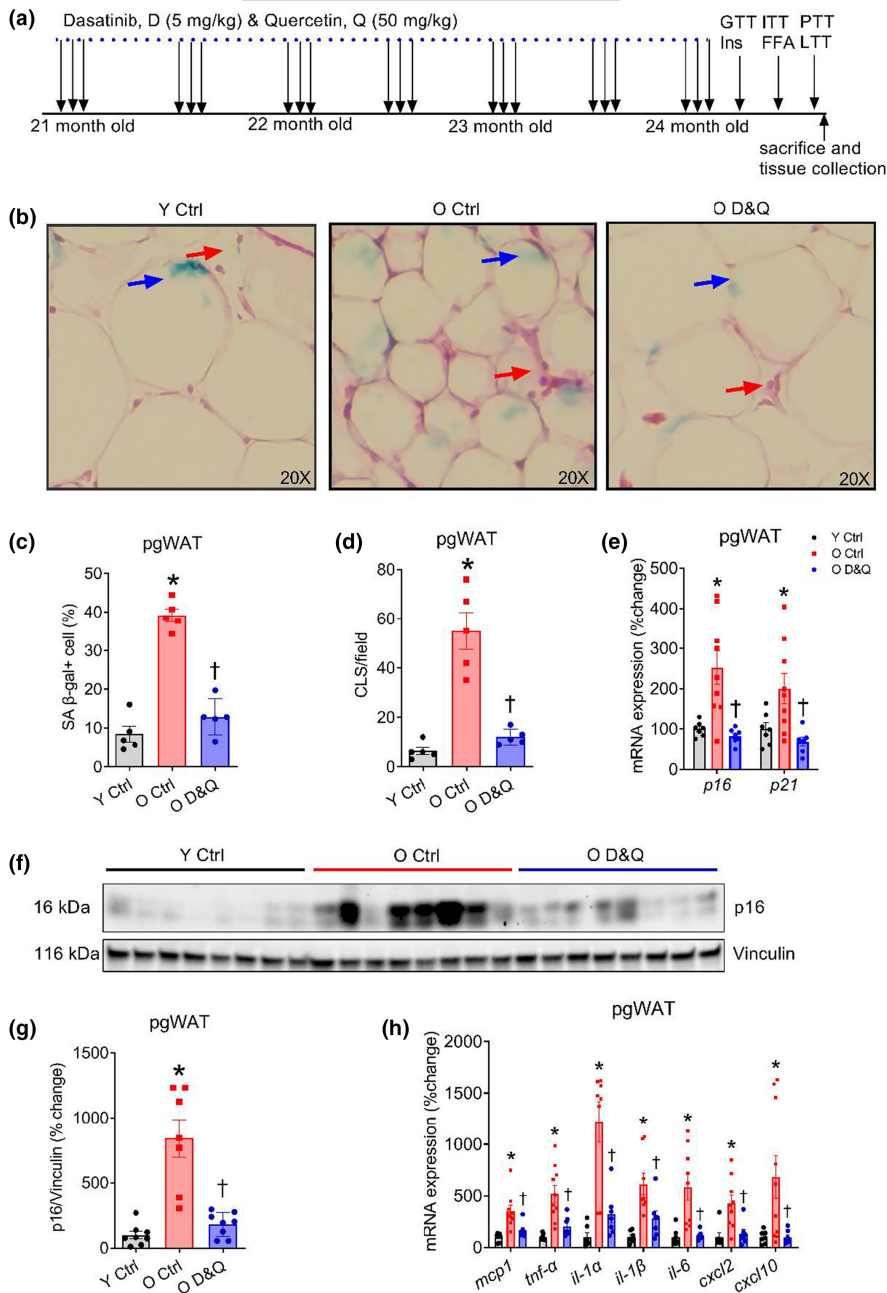 (a)
Dasatinib, D (5 mg/kg) & Quercetin, Q (50 mg/kg)
GTT ITT PTT
Ins FFA LTT
21 month old 22 month old 23 month old 24 month old
sacrifice and
tissue collection
(b)
Y Ctrl O Ctrl O D&Q
20X 20X 20X
(c)
pgWAT
SA β-gal+ cell (%)
50
40
30
20
10
0
*
†
Y Ctrl O Ctrl O D&Q
(d)
pgWAT
CLS/field
80
60
40
20
0
*
†
Y Ctrl O Ctrl O D&Q
(e)
pgWAT
Y Ctrl
O Ctrl
O D&Q
mRNA expression (%change)
500
400
300
200
100
0
* *
† †
p16 p21
(f)
Y Ctrl O Ctrl O D&Q
16 kDa p16
116 kDa Vinculin
(g)
pgWAT
p16/Vinculin (% change)
1500
1000
500
0
*
†
Y Ctrl O Ctrl O D&Q
(h)
pgWAT
mRNA expression (%change)
2000
1500
1000
500
0
* * * * * * *
† † † † † † †
mcp1 tnf-α il-1α il-1β il-6 cxcl2 cxcl10